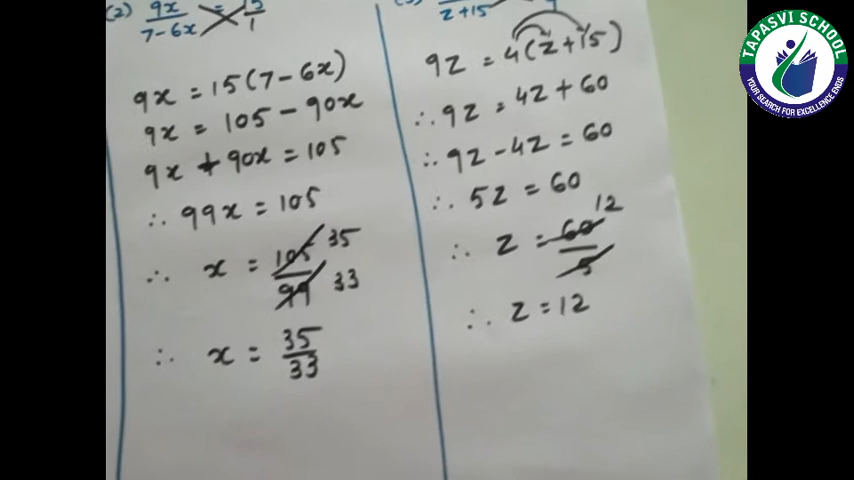 (2) 9x / 7-6x = 15 / 1
9x = 15(7-6x)
9x = 105 - 90x
9x + 90x = 105
∴ 99x = 105
∴ x = 105 / 99 35 33
∴ x = 35 / 33
z+15
9z = 4(z+15)
∴ 9z = 4z + 60
∴ 9z - 4z = 60
∴ 5z = 60
∴ z = 60 / 5 12
∴ z = 12
TAPASVI SCHOOL
YOUR SEARCH FOR EXCELLENCE ENDS